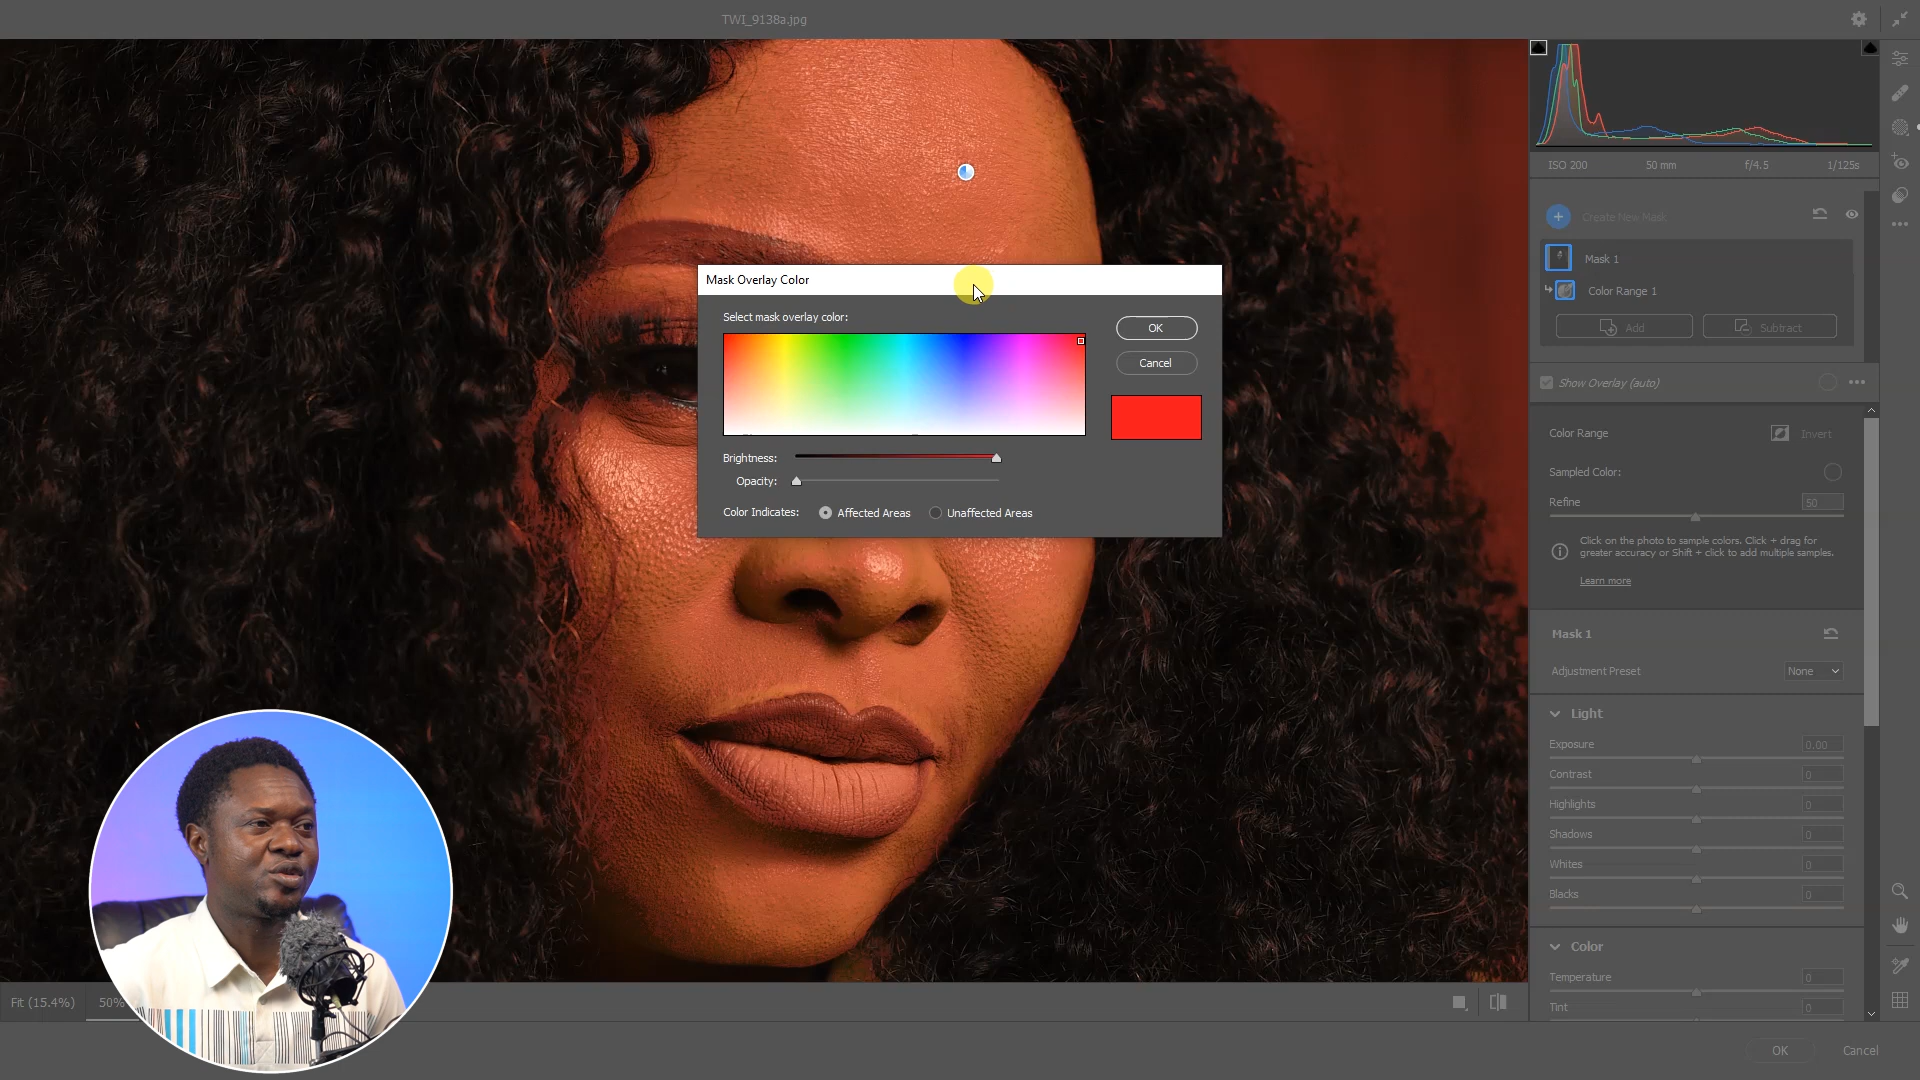 TWI_9138a.jpg
ISO 200 50 mm f/4.5 1/125s
Create New Mask
Mask 1
Color Range 1
Add Subtract
Show Overlay (auto)
Color Range Invert
Sampled Color:
Refine 50
Click on the photo to sample colors. Click + drag for
greater accuracy or Shift + click to add multiple samples.
Learn more
Mask 1
Adjustment Preset None
Light
Exposure 0.00
Contrast 0
Highlights 0
Shadows 0
Whites 0
Blacks 0
Color
Temperature 0
Tint 0
Mask Overlay Color
Select mask overlay color:
OK
Cancel
Brightness:
Opacity:
Color Indicates: Affected Areas Unaffected Areas
Fit (15.4%) 50%
OK Cancel